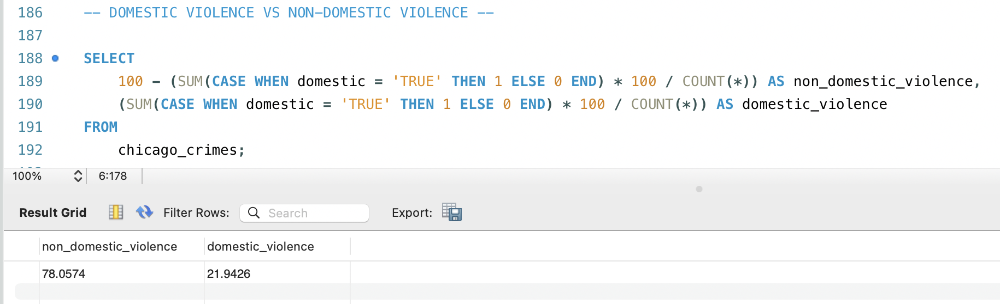 186 -- DOMESTIC VIOLENCE VS NON-DOMESTIC VIOLENCE --
187
188 SELECT
189 100 - (SUM(CASE WHEN domestic = 'TRUE' THEN 1 ELSE 0 END) * 100 / COUNT(*)) AS non_domestic_violence,
190 (SUM(CASE WHEN domestic = 'TRUE' THEN 1 ELSE 0 END) * 100 / COUNT(*)) AS domestic_violence
191 FROM
192 chicago_crimes;
100% 6:178
Result Grid Filter Rows: Search Export:
non_domestic_violence domestic_violence
78.0574 21.9426